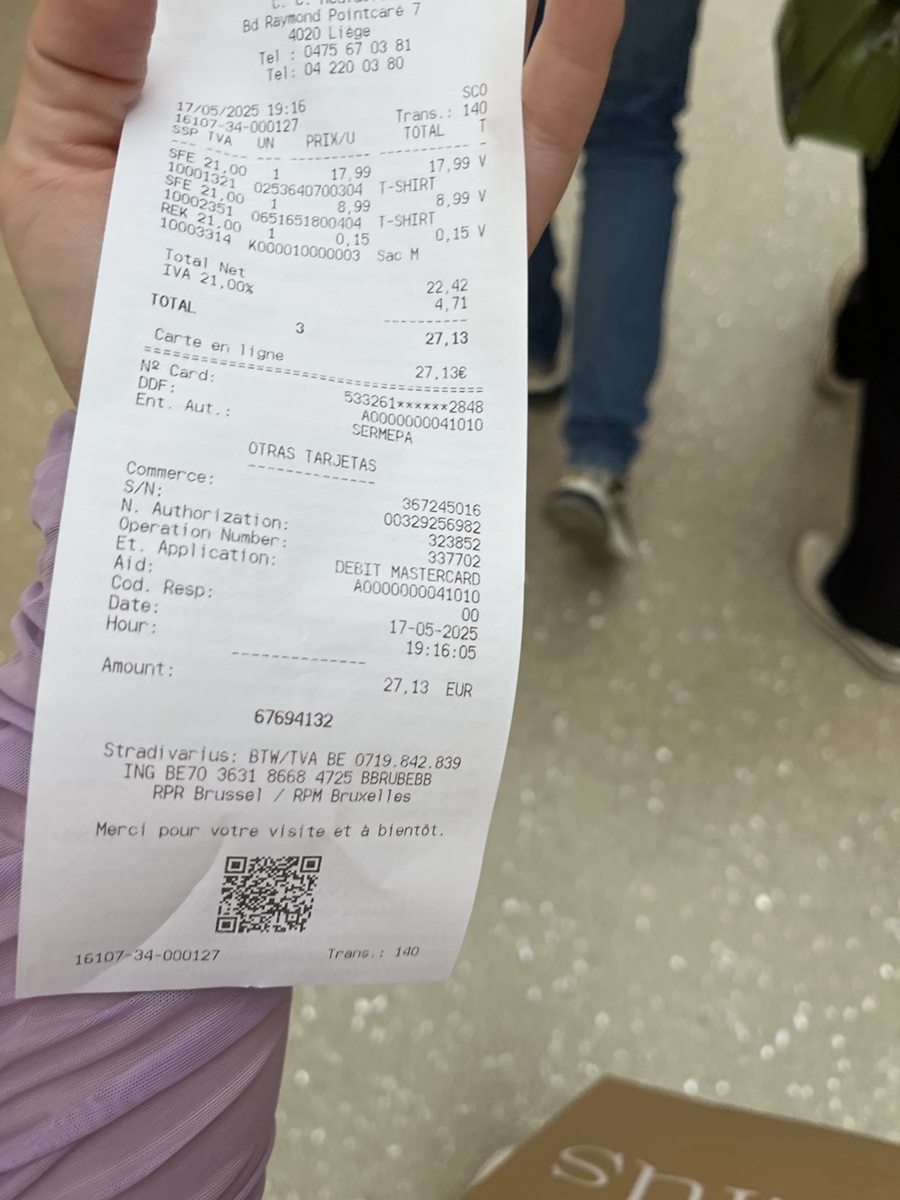 Bd Raymond Pointcaré 7
4020 Liège
Tel : 0475 67 03 81
Tel: 04 220 03 80
SCO
17/05/2025 19:16 Trans.: 140
16107-34-000127
SSP TVA UN PRIX/U TOTAL T
SFE 21,00 1 17,99 17,99 V
10001321 0253640700304 T-SHIRT
SFE 21,00 1 8,99 8,99 V
10002351 0651651800404 T-SHIRT
REK 21,00 1 0,15 0,15 V
10003314 K000010000003 Sac M
Total Net 22,42
IVA 21,00% 4,71
----------
TOTAL 3 27,13
Carte en ligne 27,13€
========================================
Nº Card: 533261******2848
DDF: A0000000041010
Ent. Aut.: SERMEPA
OTRAS TARJETAS
---------------
Commerce: 367245016
S/N: 00329256982
N. Authorization: 323852
Operation Number: 337702
Et. Application: DEBIT MASTERCARD
Aid: A0000000041010
Cod. Resp: 00
Date: 17-05-2025
Hour: 19:16:05
---------------
Amount: 27,13 EUR
67694132
Stradivarius: BTW/TVA BE 0719.842.839
ING BE70 3631 8668 4725 BBRUBEBB
RPR Brussel / RPM Bruxelles
Merci pour votre visite et à bientôt.
16107-34-000127 Trans.: 140